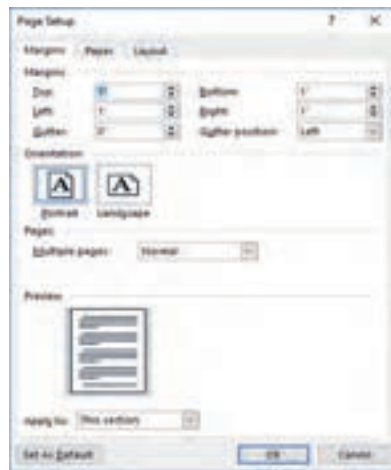 Page Setup ? ×
Margins Paper Layout
Margins
Top: Bottom: 1"
Left: 1" Right: 1"
Gutter: 0" Gutter position: Left
Orientation
Portrait Landscape
Pages
Multiple pages: Normal
Preview
Apply to: This section
Set As Default OK Cancel